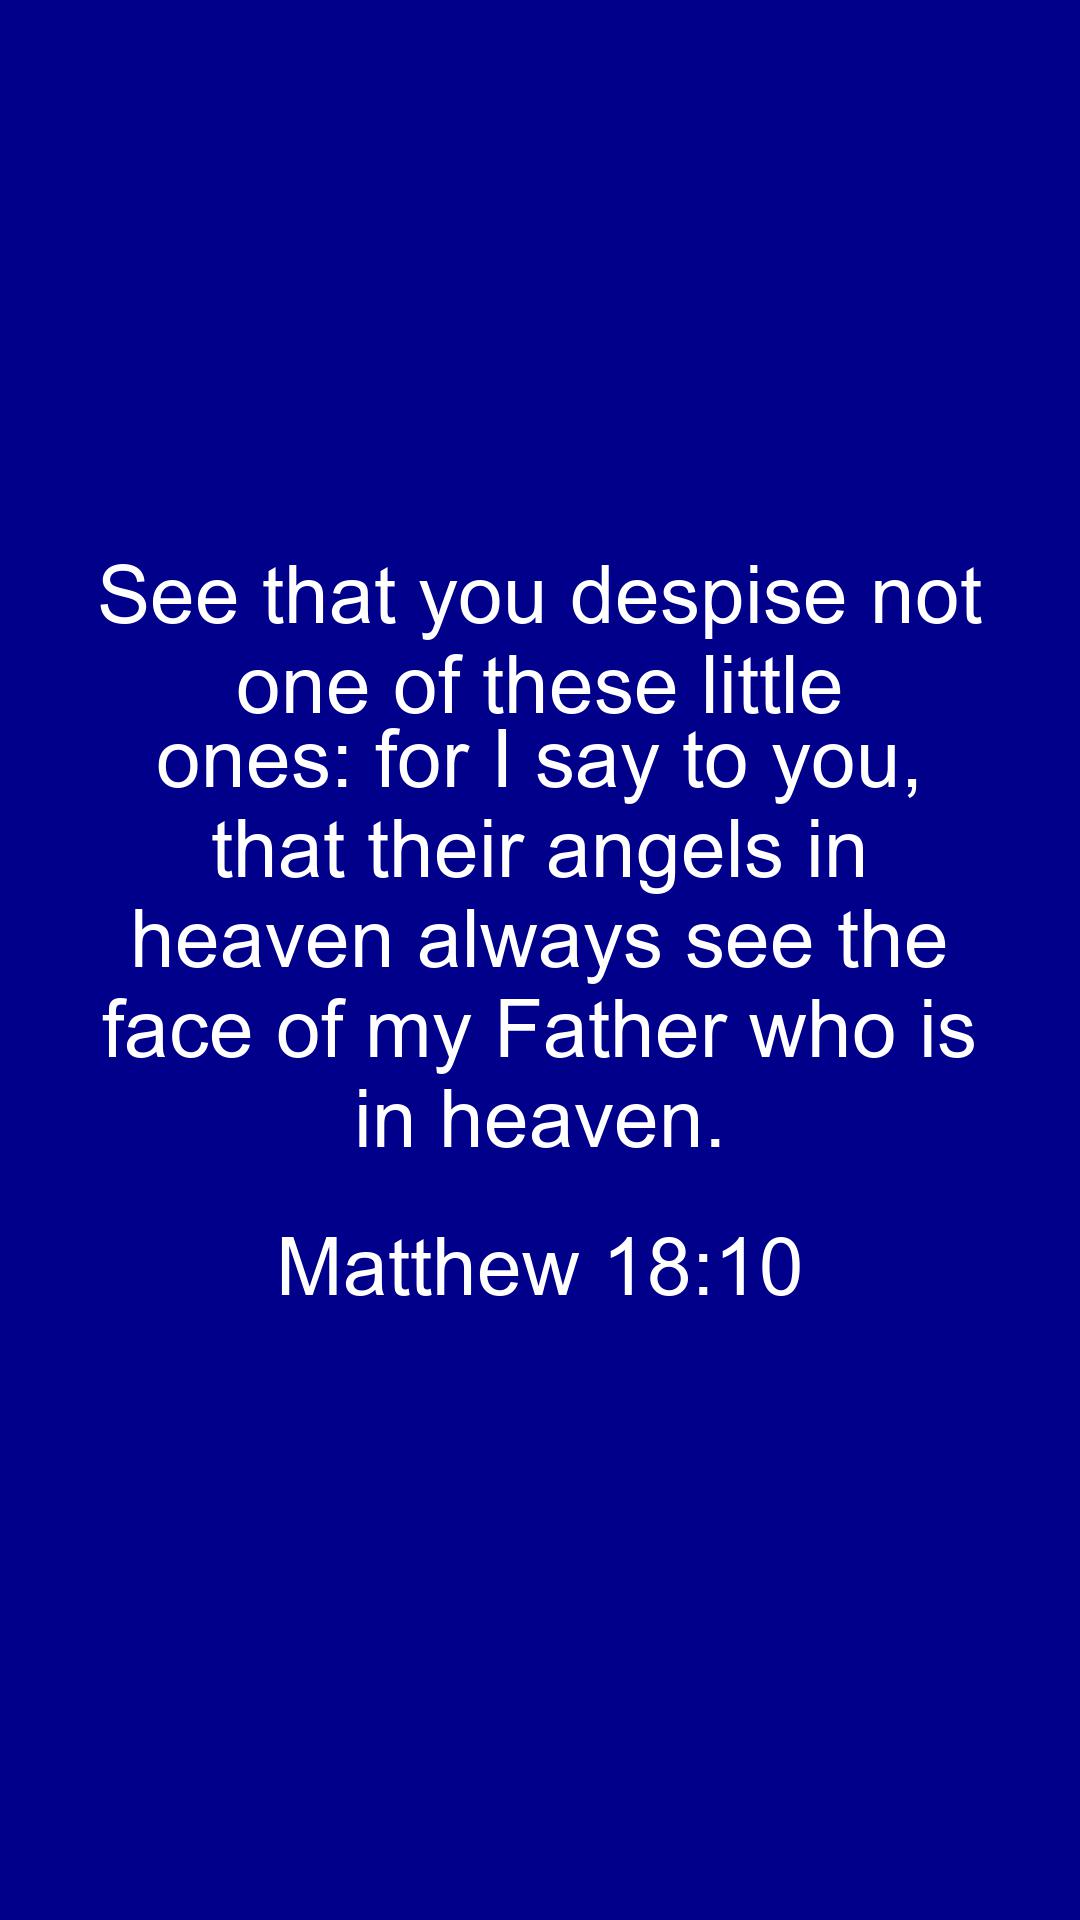 See that you despise not
one of these little
ones: for I say to you,
that their angels in
heaven always see the
face of my Father who is
in heaven.
Matthew 18:10